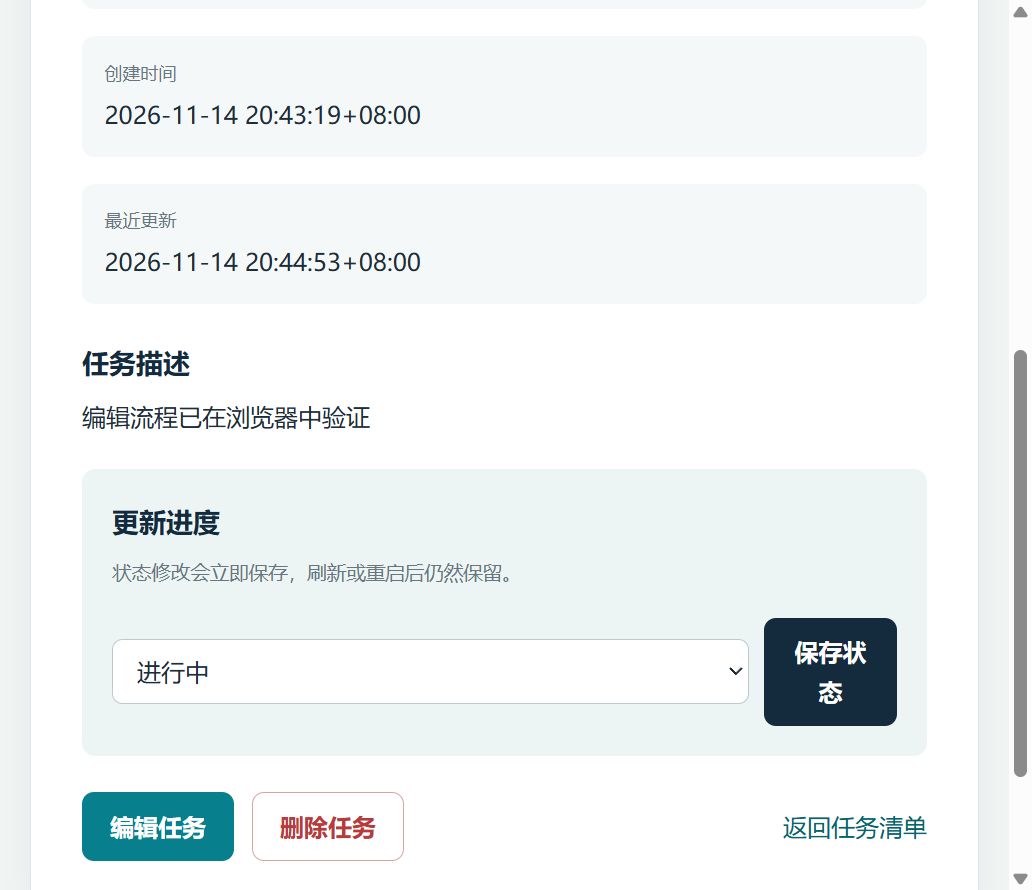 创建时间
2026-11-14 20:43:19+08:00
最近更新
2026-11-14 20:44:53+08:00
任务描述
编辑流程已在浏览器中验证
更新进度
状态修改会立即保存，刷新或重启后仍然保留。
进行中
保存状
态
编辑任务
删除任务
返回任务清单